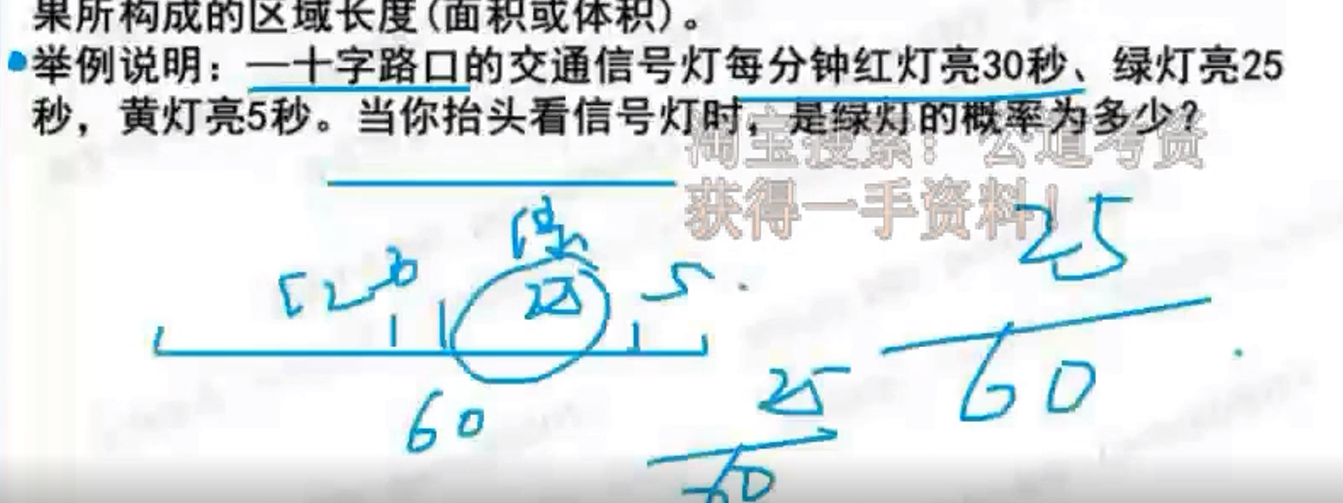 果所构成的区域长度(面积或体积)。
举例说明：一十字路口的交通信号灯每分钟红灯亮30秒、绿灯亮25
秒，黄灯亮5秒。当你抬头看信号灯时，是绿灯的概率为多少？
淘宝搜索：公道考资
获得一手资料！
绿
25
5
60
25
60
25
60